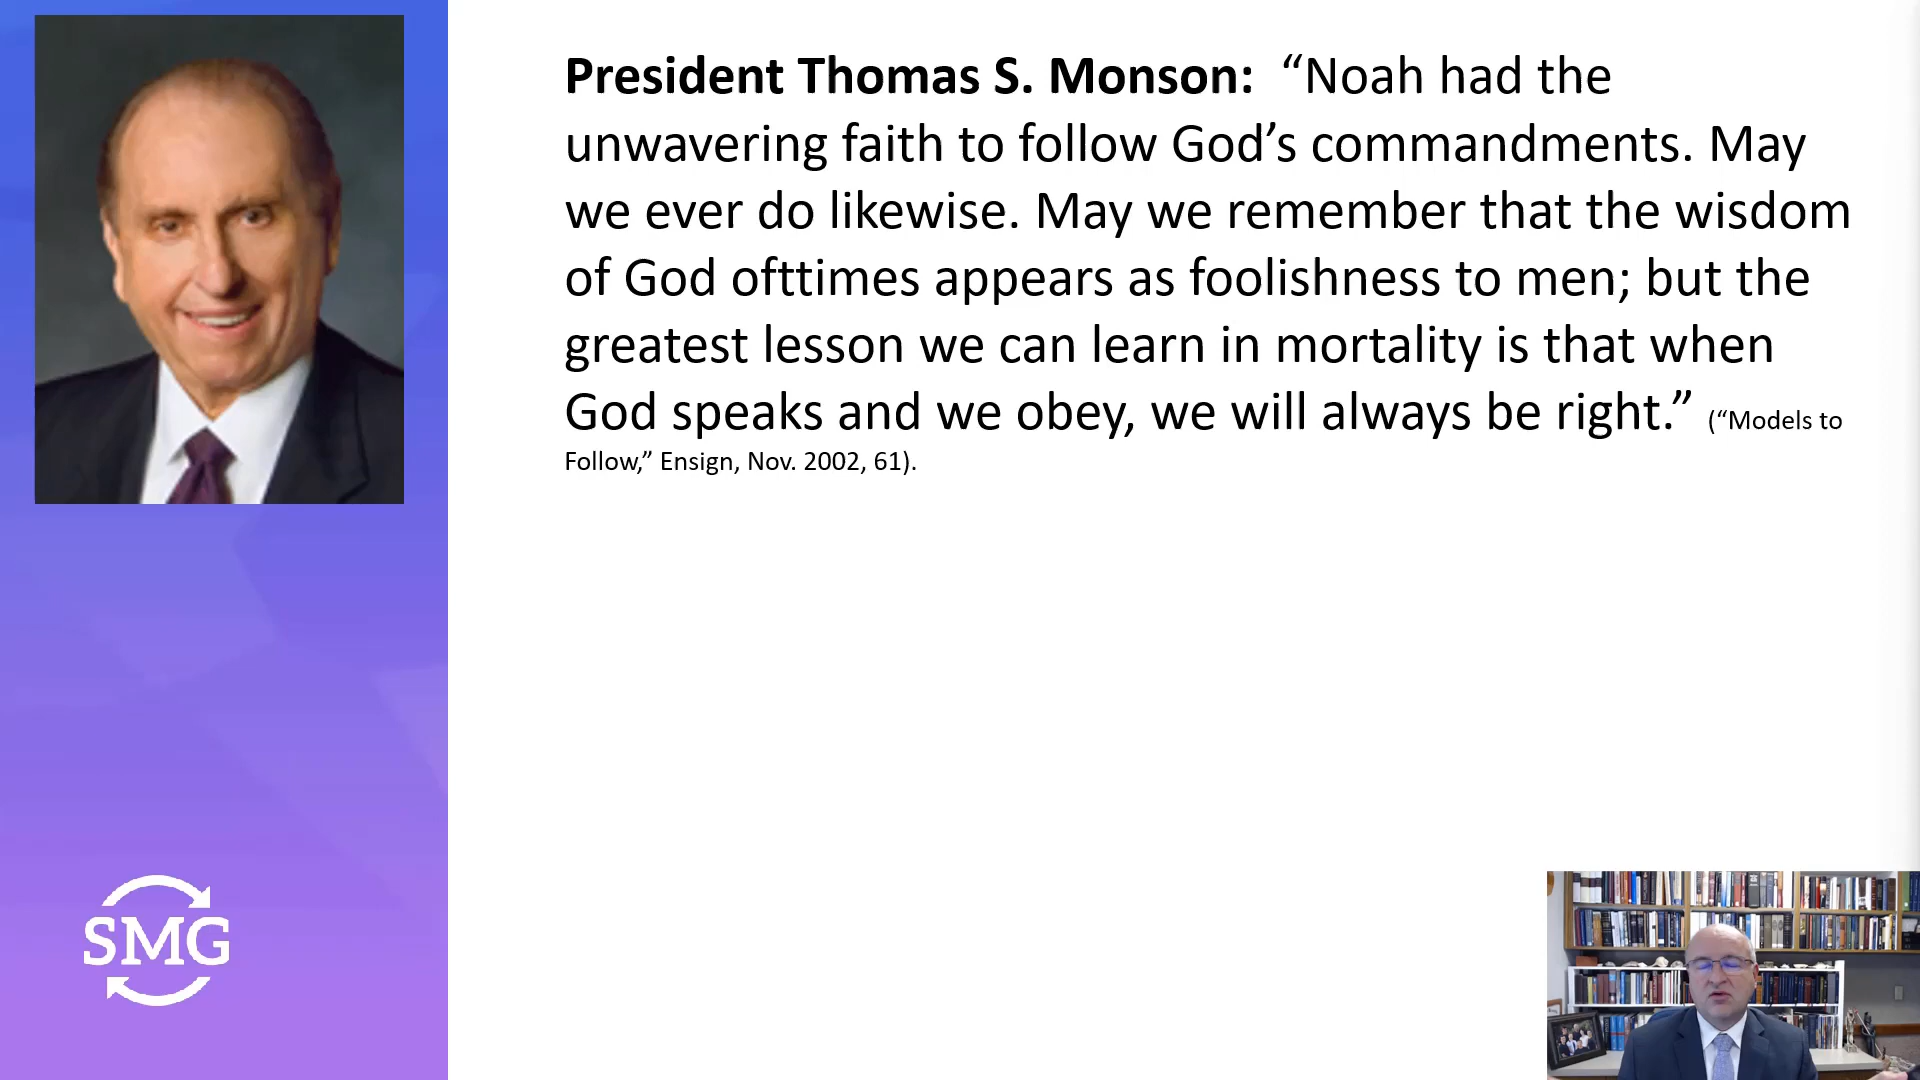 President Thomas S. Monson:  “Noah had the
unwavering faith to follow God’s commandments. May
we ever do likewise. May we remember that the wisdom
of God ofttimes appears as foolishness to men; but the
greatest lesson we can learn in mortality is that when
God speaks and we obey, we will always be right.” (“Models to
Follow,” Ensign, Nov. 2002, 61).
SMG